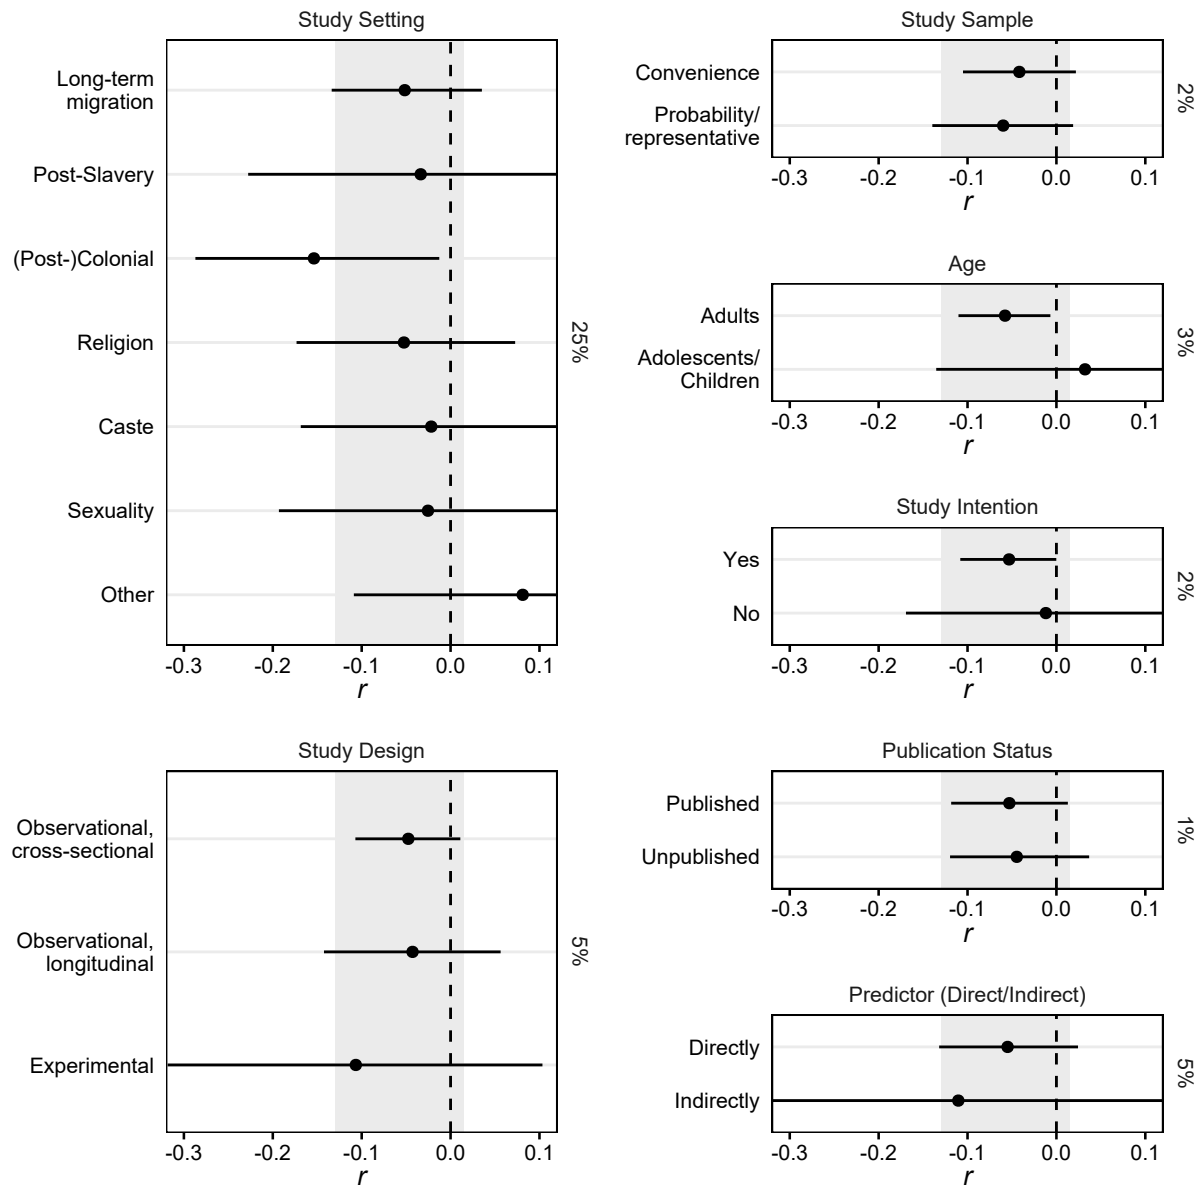 Study Setting
Long-term
migration
Post-Slavery
(Post-)Colonial
Religion
Caste
Sexuality
Other
25%
-0.3 -0.2 -0.1 0.0 0.1
r
Study Design
Observational,
cross-sectional
Observational,
longitudinal
Experimental
5%
-0.3 -0.2 -0.1 0.0 0.1
r
Study Sample
Convenience
Probability/
representative
2%
-0.3 -0.2 -0.1 0.0 0.1
r
Age
Adults
Adolescents/
Children
3%
-0.3 -0.2 -0.1 0.0 0.1
r
Study Intention
Yes
No
2%
-0.3 -0.2 -0.1 0.0 0.1
r
Publication Status
Published
Unpublished
1%
-0.3 -0.2 -0.1 0.0 0.1
r
Predictor (Direct/Indirect)
Directly
Indirectly
5%
-0.3 -0.2 -0.1 0.0 0.1
r